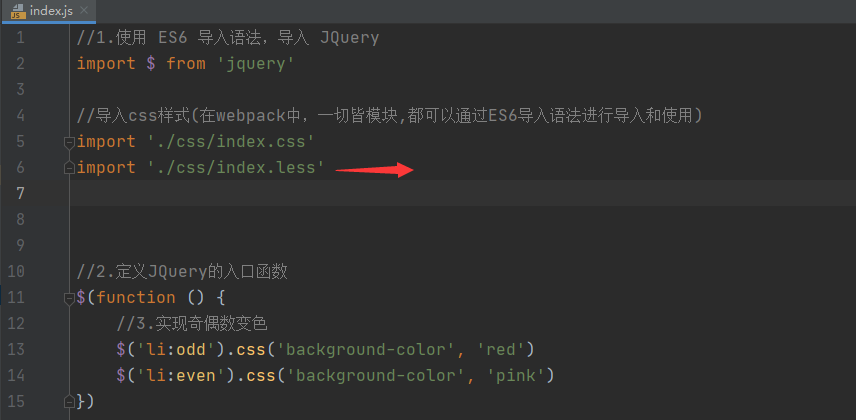 index.js
1 //1.使用 ES6 导入语法，导入 JQuery
2 import $ from 'jquery'
3
4 //导入css样式(在webpack中，一切皆模块,都可以通过ES6导入语法进行导入和使用)
5 import './css/index.css'
6 import './css/index.less'
7
8
9
10 //2.定义JQuery的入口函数
11 $(function () {
12     //3.实现奇偶数变色
13     $('li:odd').css('background-color', 'red')
14     $('li:even').css('background-color', 'pink')
15 })